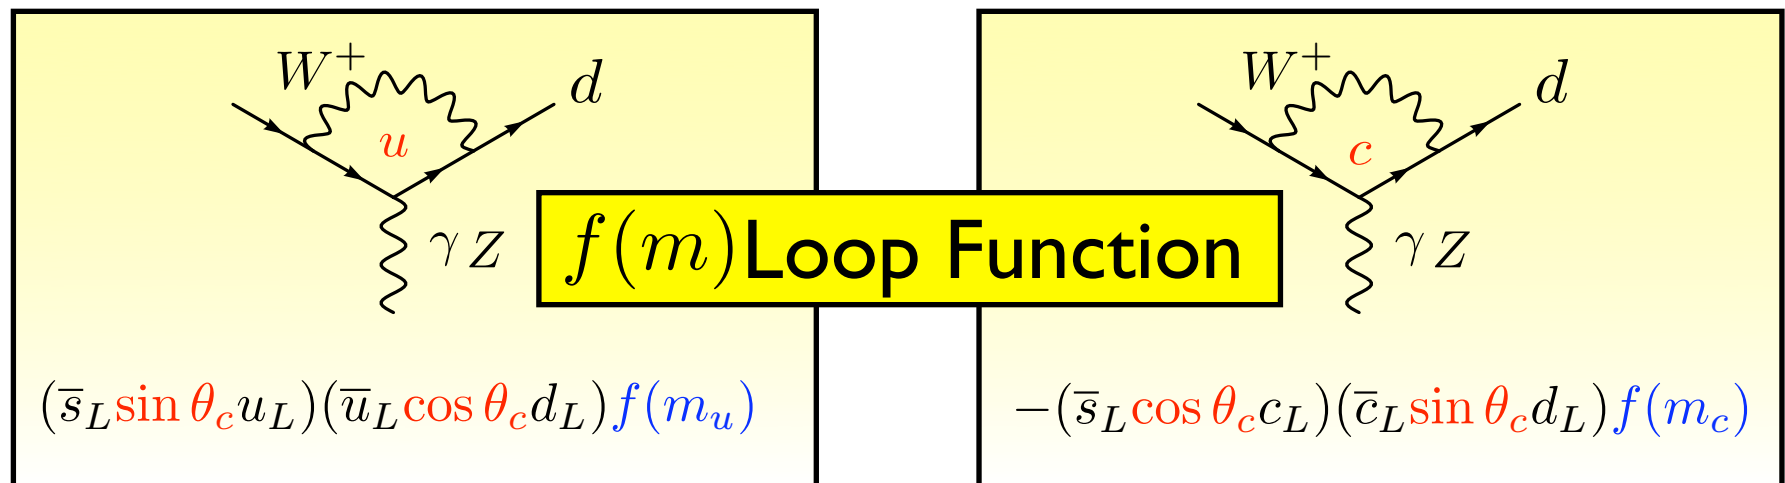 W⁺ d
u
γ Z
(s̅_L sin θ_c u_L)(u̅_L cos θ_c d_L)f(m_u)
f(m) Loop Function
W⁺ d
c
γ Z
−(s̅_L cos θ_c c_L)(c̅_L sin θ_c d_L)f(m_c)